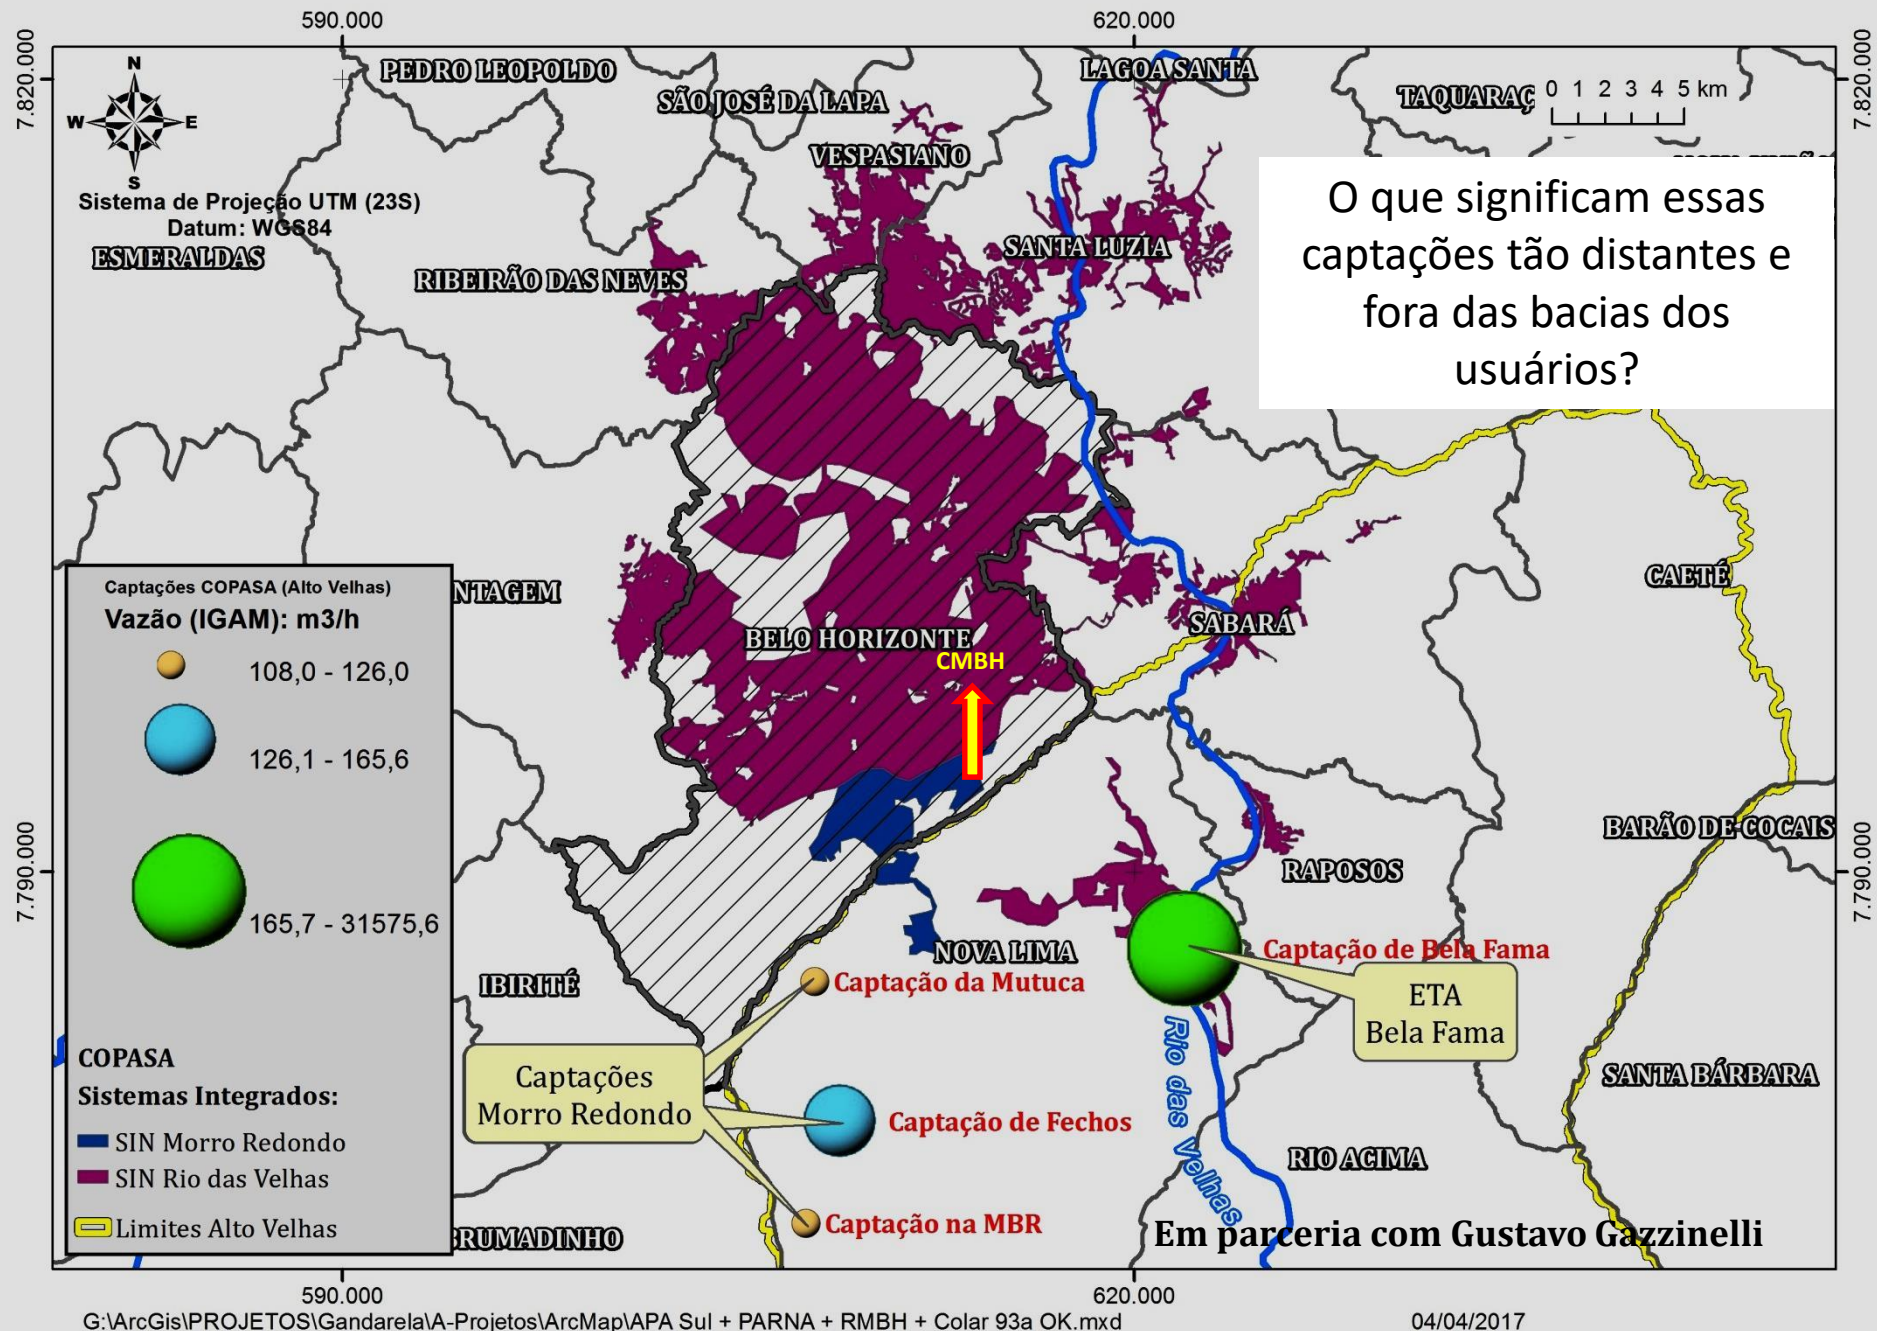 590.000
620.000
7.820.000
7.820.000
N
W
E
S
Sistema de Projeção UTM (23S)
Datum: WGS84
PEDRO LEOPOLDO
SÃO JOSÉ DA LAPA
LAGOA SANTA
TAQUARAÇ
0 1 2 3 4 5 km
VESPASIANO
ESMERALDAS
RIBEIRÃO DAS NEVES
SANTA LUZIA
O que significam essas
captações tão distantes e
fora das bacias dos
usuários?
CAETÉ
NTAGEM
SABARÁ
BELO HORIZONTE
CMBH
Captações COPASA (Alto Velhas)
Vazão (IGAM): m3/h
108,0 - 126,0
126,1 - 165,6
165,7 - 31575,6
COPASA
Sistemas Integrados:
SIN Morro Redondo
SIN Rio das Velhas
Limites Alto Velhas
7.790.000
7.790.000
BARÃO DE COCAIS
RAPOSOS
NOVA LIMA
Captação de Bela Fama
ETA
Bela Fama
IBIRITÉ
Captação da Mutuca
Captações
Morro Redondo
Captação de Fechos
Captação na MBR
Rio das Velhas
SANTA BÁRBARA
RIO ACIMA
BRUMADINHO
Em parceria com Gustavo Gazzinelli
590.000
620.000
G:\ArcGis\PROJETOS\Gandarela\A-Projetos\ArcMap\APA Sul + PARNA + RMBH + Colar 93a OK.mxd
04/04/2017